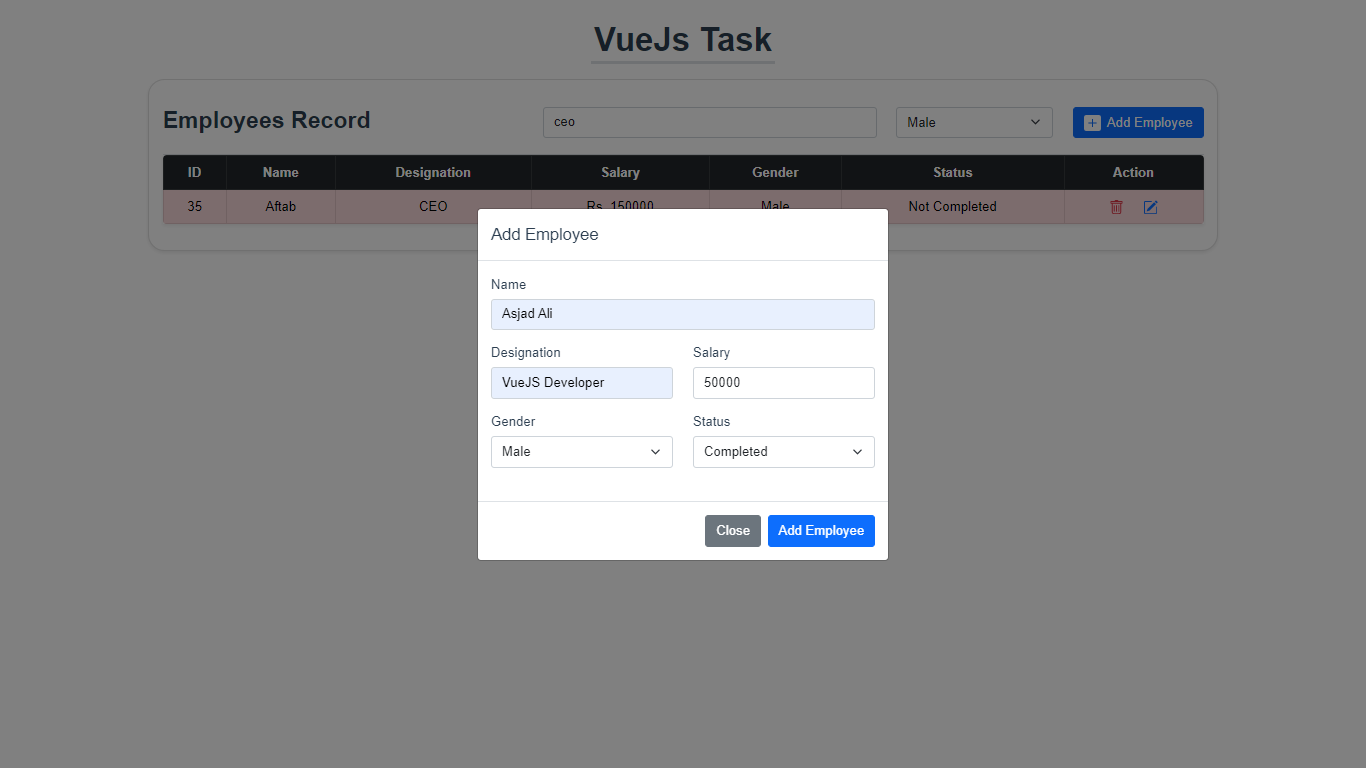 VueJs Task
Employees Record
ceo
Male
Add Employee
ID Name Designation Salary Gender Status Action
35 Aftab CEO Rs. 150000 Male Not Completed
Add Employee
Name
Asjad Ali
Designation Salary
VueJS Developer 50000
Gender Status
Male Completed
Close Add Employee